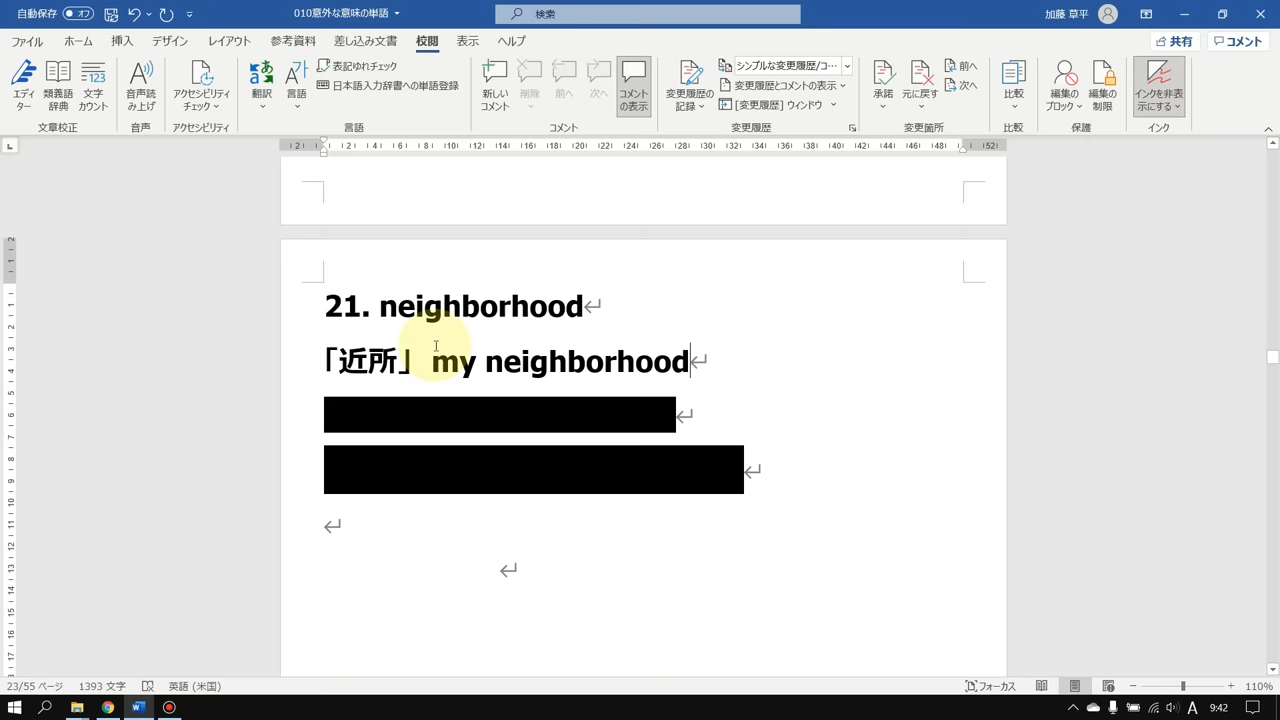 自動保存 オフ 010意外な意味の単語 検索 加藤 草平 9:42
ファイル ホーム 挿入 デザイン レイアウト 参考資料 差し込み文書 校閲 表示 ヘルプ 共有 コメント
エディター 類義語辞典 文字カウント 文章校正
音声読み上げ 音声
アクセシビリティチェック アクセシビリティ
翻訳 言語 表記ゆれチェック 日本語入力辞書への単語登録 言語
新しいコメント 削除 前へ 次へ コメントの表示 コメント
変更履歴の記録 シンプルな変更履歴/コ… 変更履歴とコメントの表示 [変更履歴] ウィンドウ 変更履歴
承諾 元に戻す 前へ 次へ 変更箇所
比較 比較
編集のブロック 編集の制限 保護
インクを非表示にする インク
21. neighborhood
「近所」 my neighborhood
23/55 ページ 1393 文字 英語 (米国) フォーカス 110%
A 9:42